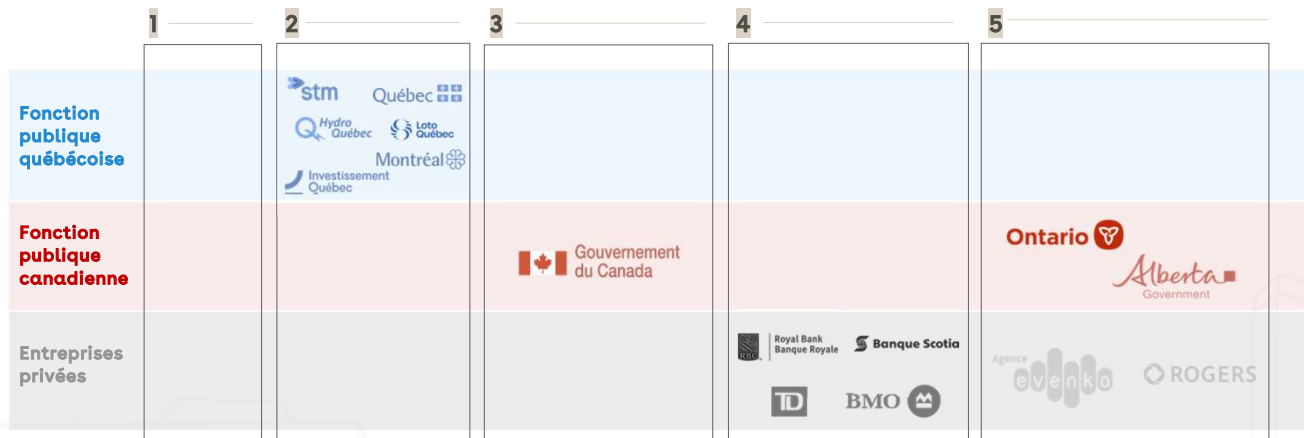 1 2 3 4 5
Fonction
publique
québécoise
stm
Québec
Hydro
Québec
Loto
Québec
Montréal
Investissement
Québec
Fonction
publique
canadienne
Gouvernement
du Canada
Ontario
Alberta
Government
Entreprises
privées
RBC
Royal Bank
Banque Royale
Banque Scotia
TD
BMO
Agence
evenko
ROGERS